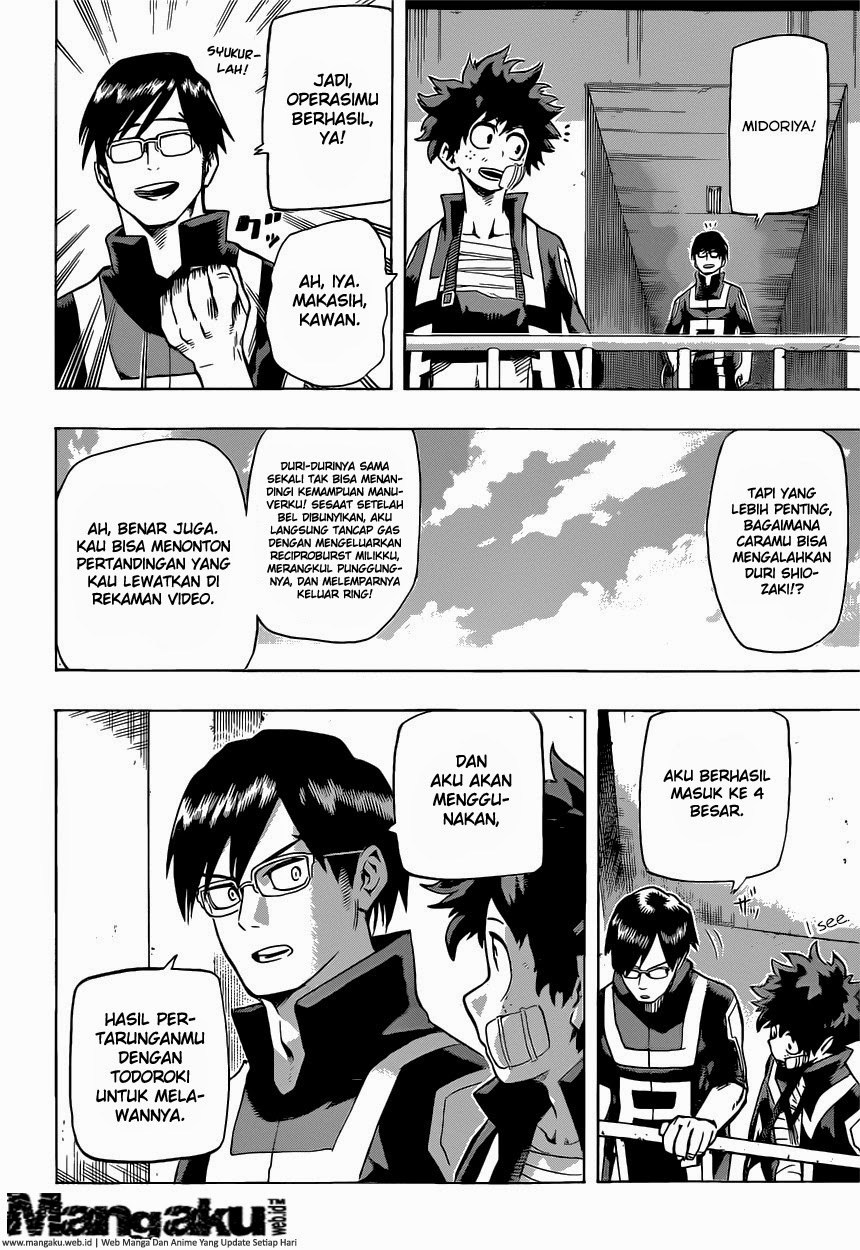 MIDORIYA!
SYUKUR-
LAH!
JADI,
OPERASIMU
BERHASIL,
YA!
AH, IYA.
MAKASIH,
KAWAN.
グッ
TAPI YANG
LEBIH PENTING,
BAGAIMANA
CARAMU BISA
MENGALAHKAN
DURI SHIO-
ZAKI!?
DURI-DURINYA SAMA
SEKALI TAK BISA MENAN-
DINGI KEMAMPUAN MANU-
VERKU! SESAAT SETELAH
BEL DIBUNYIKAN, AKU
LANGSUNG TANCAP GAS
DENGAN MENGELUARKAN
RECIPROBURST MILIKKU,
MERANGKUL PUNGGUNG-
NYA, DAN MELEMPARNYA
KELUAR RING!
AH, BENAR JUGA.
KAU BISA MENONTON
PERTANDINGAN YANG
KAU LEWATKAN DI
REKAMAN VIDEO.
AKU BERHASIL
MASUK KE 4
BESAR.
I see.
DAN
AKU AKAN
MENGGU-
NAKAN,
HASIL PER-
TARUNGANMU
DENGAN
TODOROKI
UNTUK MELA-
WANNYA.
Mangaku
.web.id
www.mangaku.web.id | Web Manga Dan Anime Yang Update Setiap Hari